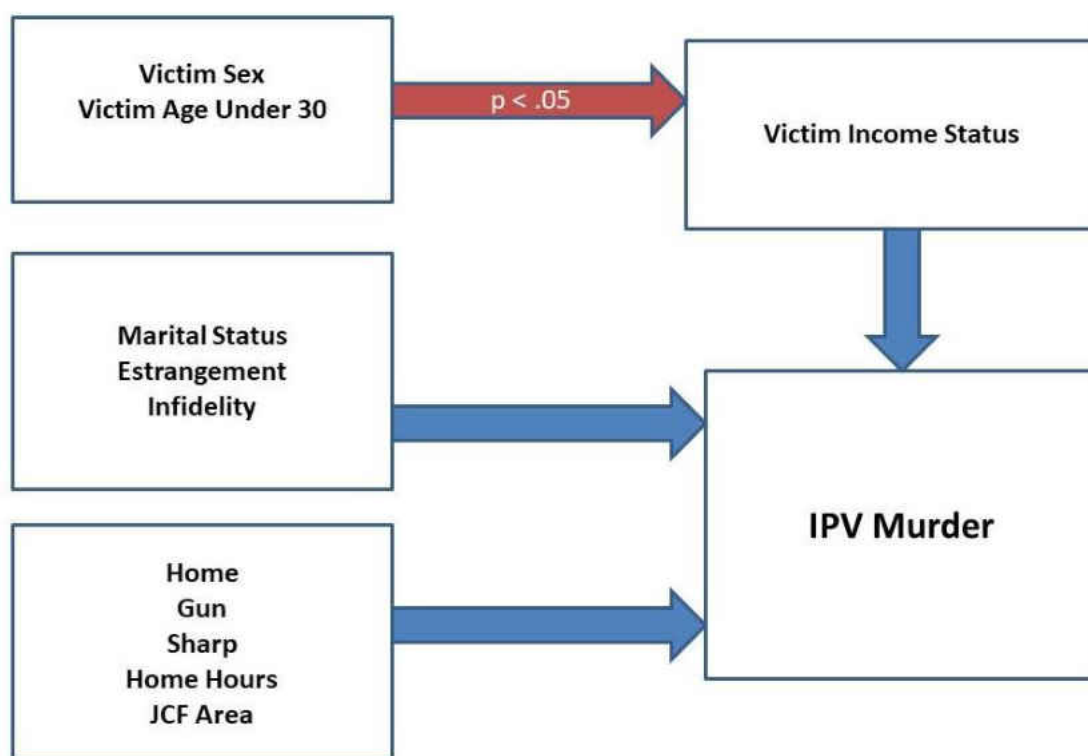 Victim Sex
Victim Age Under 30
p < .05
Victim Income Status
Marital Status
Estrangement
Infidelity
IPV Murder
Home
Gun
Sharp
Home Hours
JCF Area